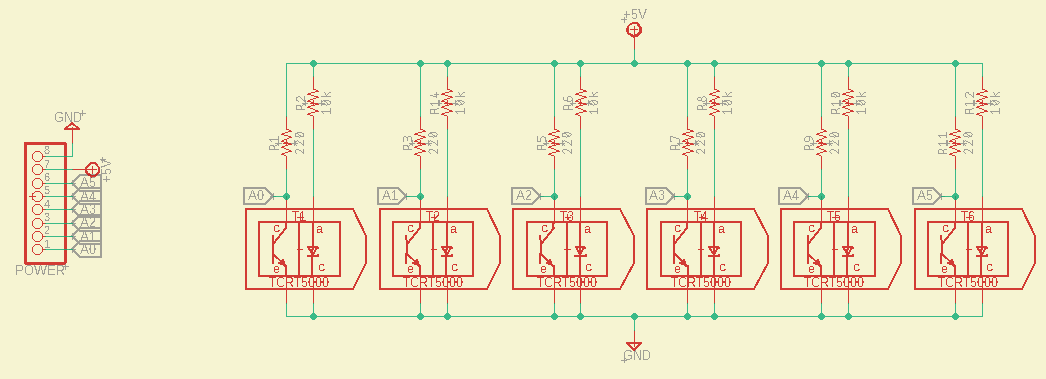 +5V
R2
10k
R14
10k
R6
10k
R8
10k
R10
10k
R12
10k
R1
220
R3
220
R5
220
R7
220
R9
220
R11
220
GND
8
7
+5V
6
A5
5
A4
4
A3
3
A2
2
A1
1
A0
POWER
A0
A1
A2
A3
A4
A5
T1
T2
T3
T4
T5
T6
c a
c a
c a
c a
c a
c a
e c
e c
e c
e c
e c
e c
TCRT5000
TCRT5000
TCRT5000
TCRT5000
TCRT5000
TCRT5000
GND